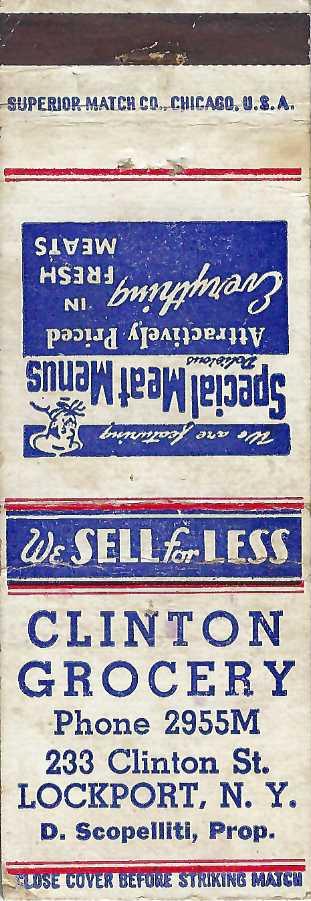 SUPERIOR MATCH CO., CHICAGO, U.S.A.
We are featuring
Delicious
Special Meat Menus
Attractively Priced
Everything IN
FRESH
MEATS
WE SELL for LESS
CLINTON
GROCERY
Phone 2955M
233 Clinton St.
LOCKPORT, N. Y.
D. Scopelliti, Prop.
CLOSE COVER BEFORE STRIKING MATCH